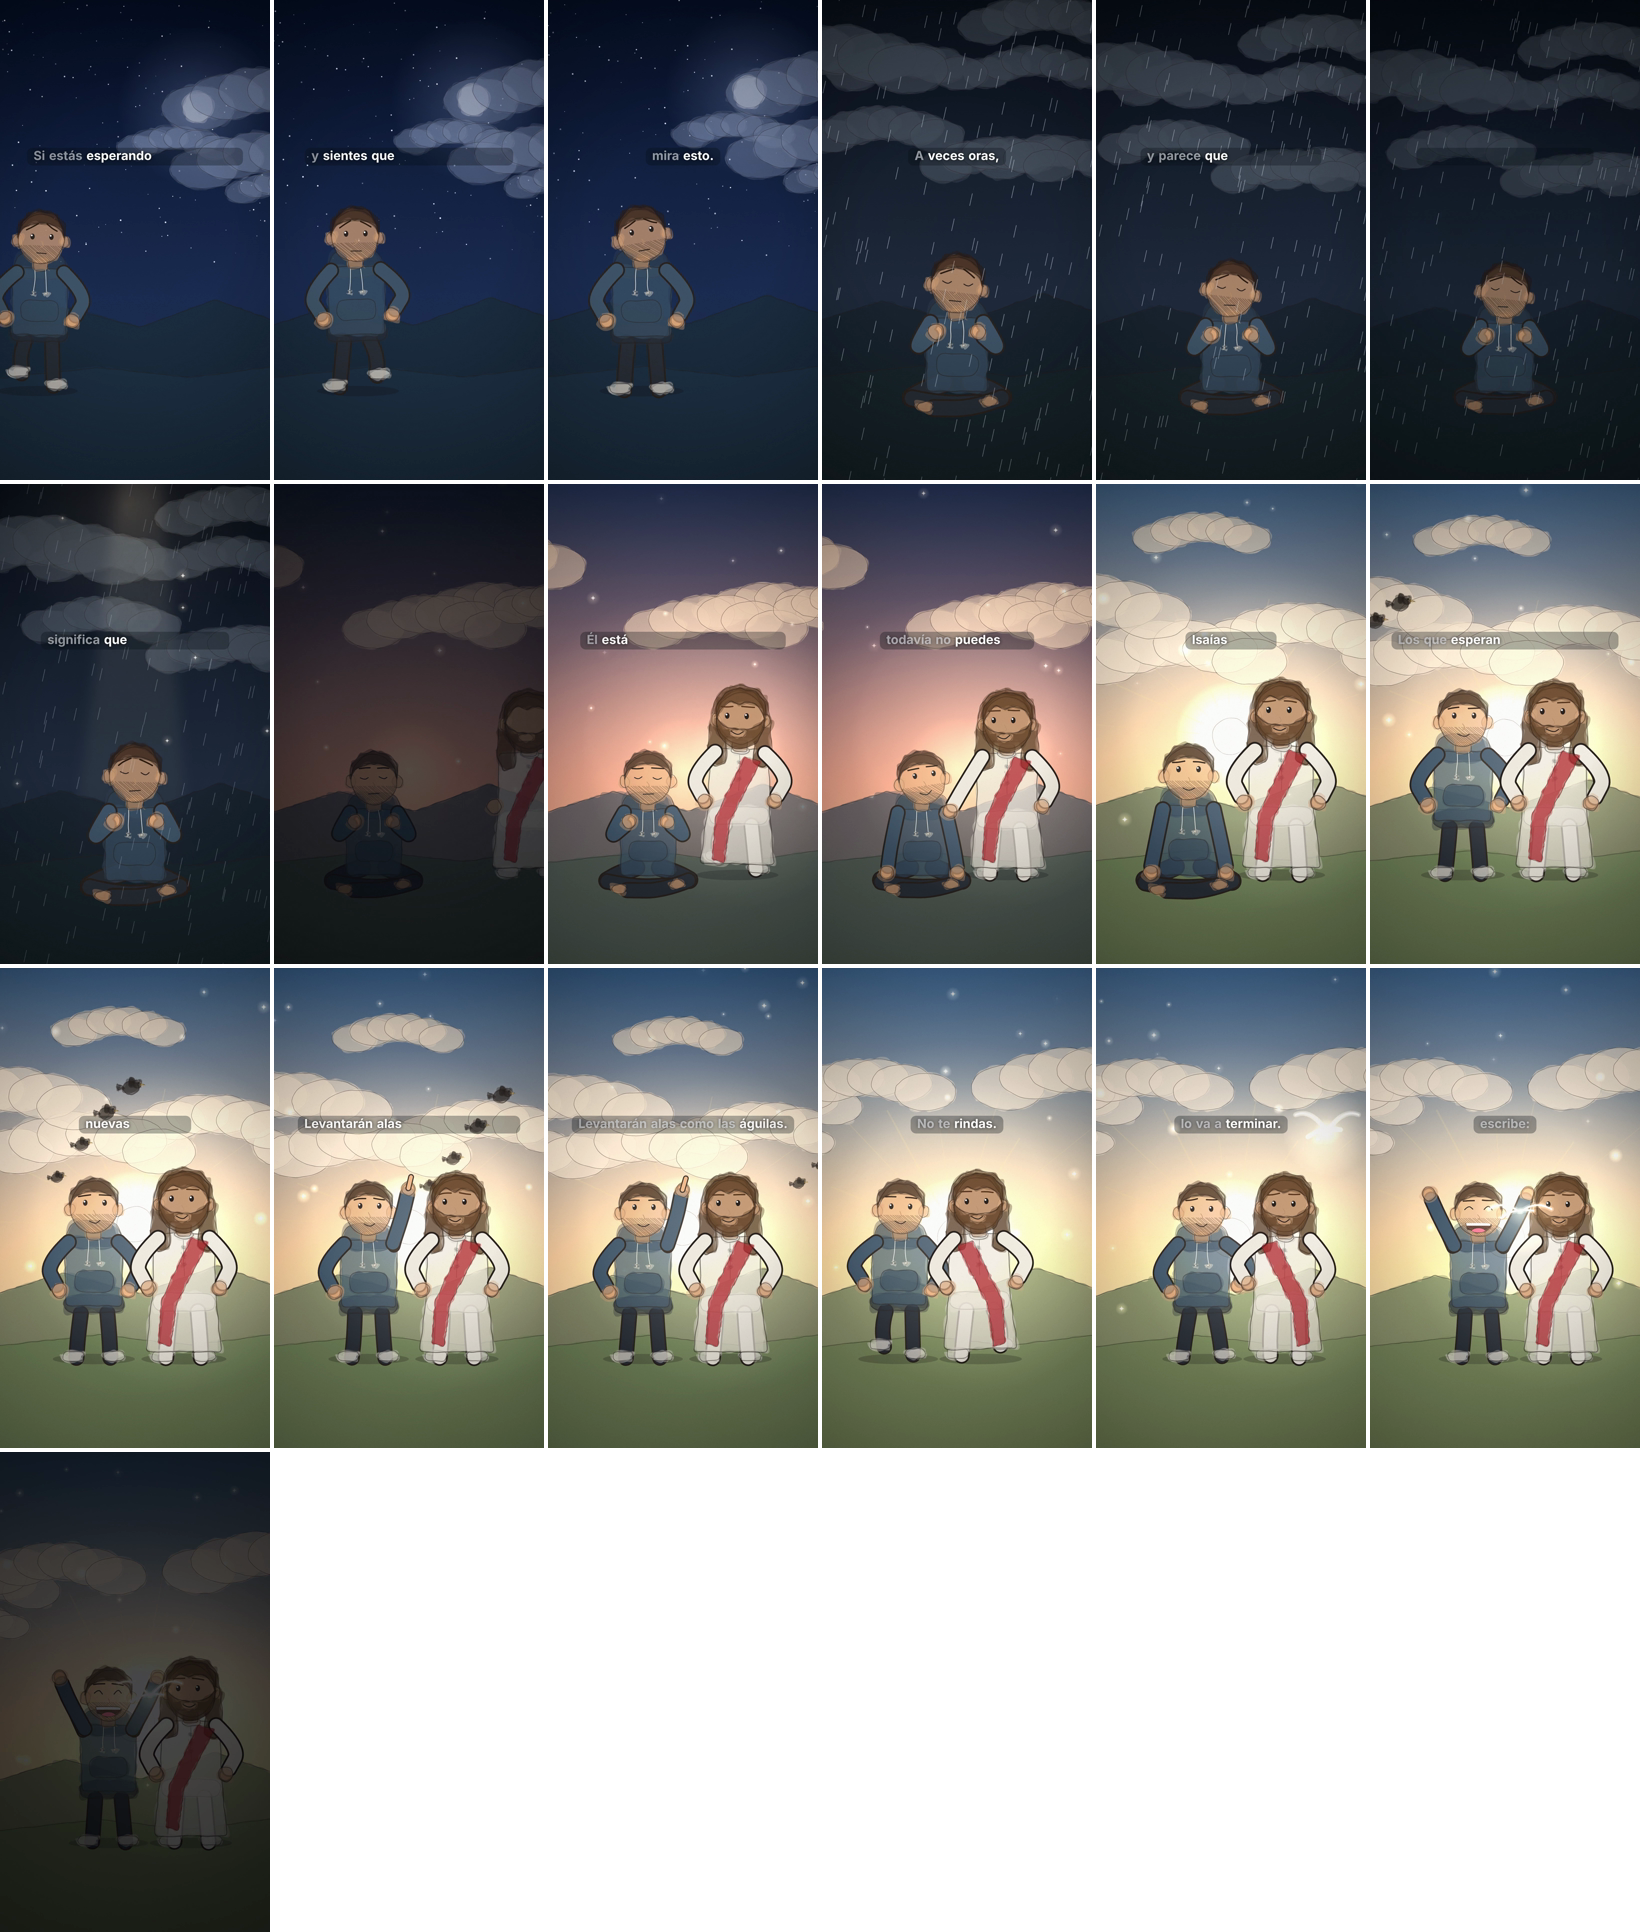 Si estás esperando
y sientes que
mira esto.
A veces oras,
y parece que
significa que
Él está
todavía no puedes
Isaías
Los que esperan
nuevas
Levantarán alas
Levantarán alas como las águilas.
No te rindas.
lo va a terminar.
escribe: